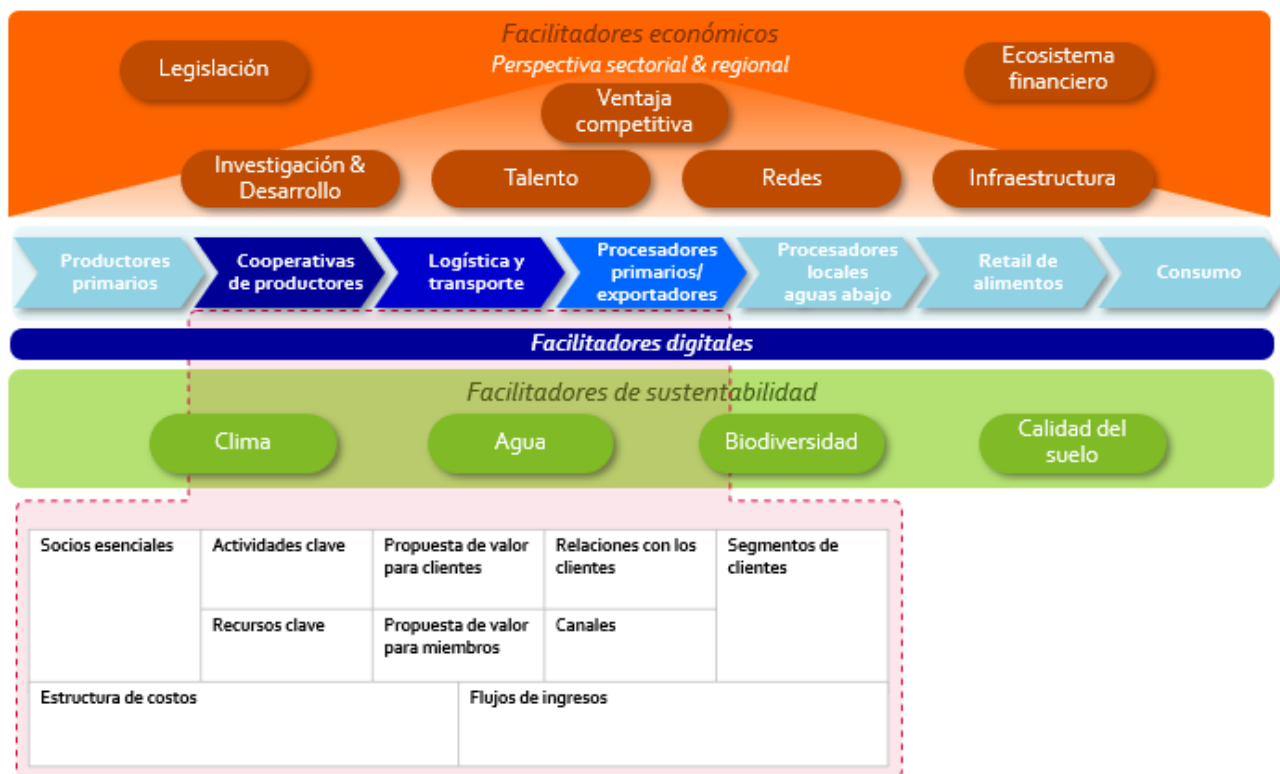 Facilitadores económicos
Perspectiva sectorial & regional
Legislación
Ecosistema
financiero
Ventaja
competitiva
Investigación &
Desarrollo
Talento
Redes
Infraestructura
Productores
primarios
Cooperativas
de productores
Logística y
transporte
Procesadores
primarios/
exportadores
Procesadores
locales
aguas abajo
Retail de
alimentos
Consumo
Facilitadores digitales
Facilitadores de sustentabilidad
Clima
Agua
Biodiversidad
Calidad del
suelo
Socios esenciales
Actividades clave
Propuesta de valor
para clientes
Relaciones con los
clientes
Segmentos de
clientes
Recursos clave
Propuesta de valor
para miembros
Canales
Estructura de costos
Flujos de ingresos